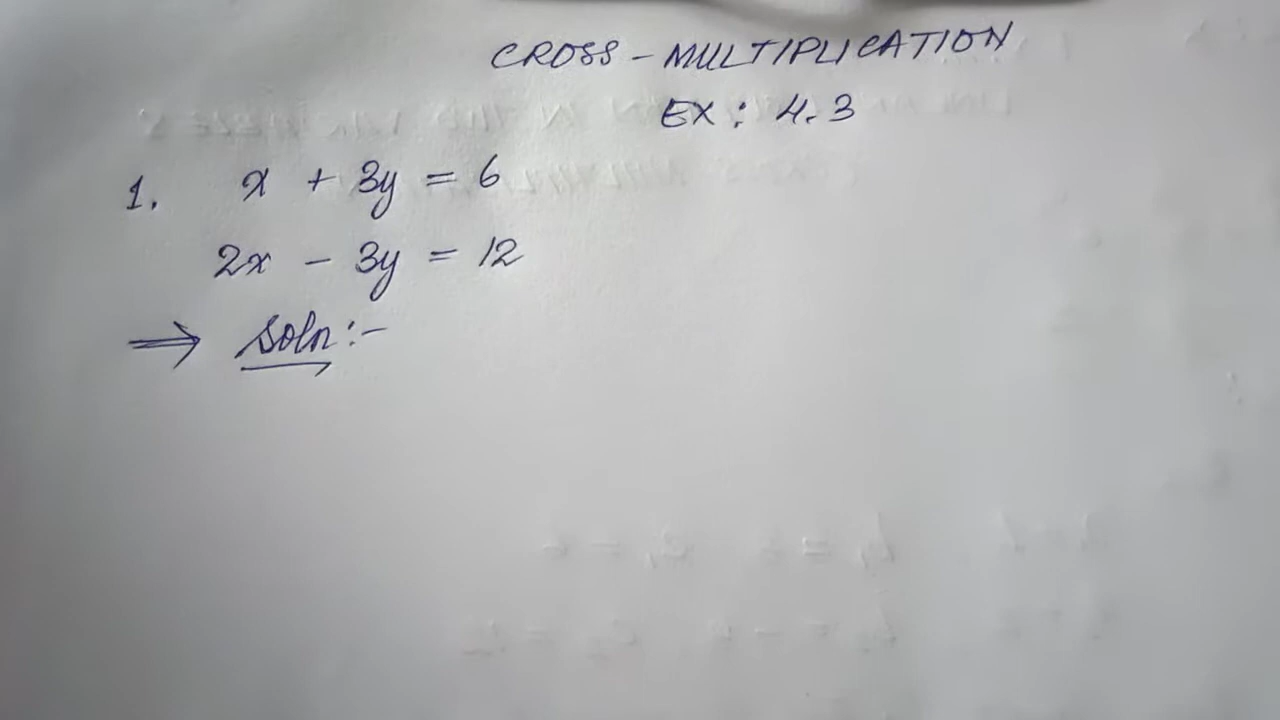 CROSS - MULTIPLICATION
EX : 4.3
1. x + 3y = 6
2x - 3y = 12
⇒ Soln :-